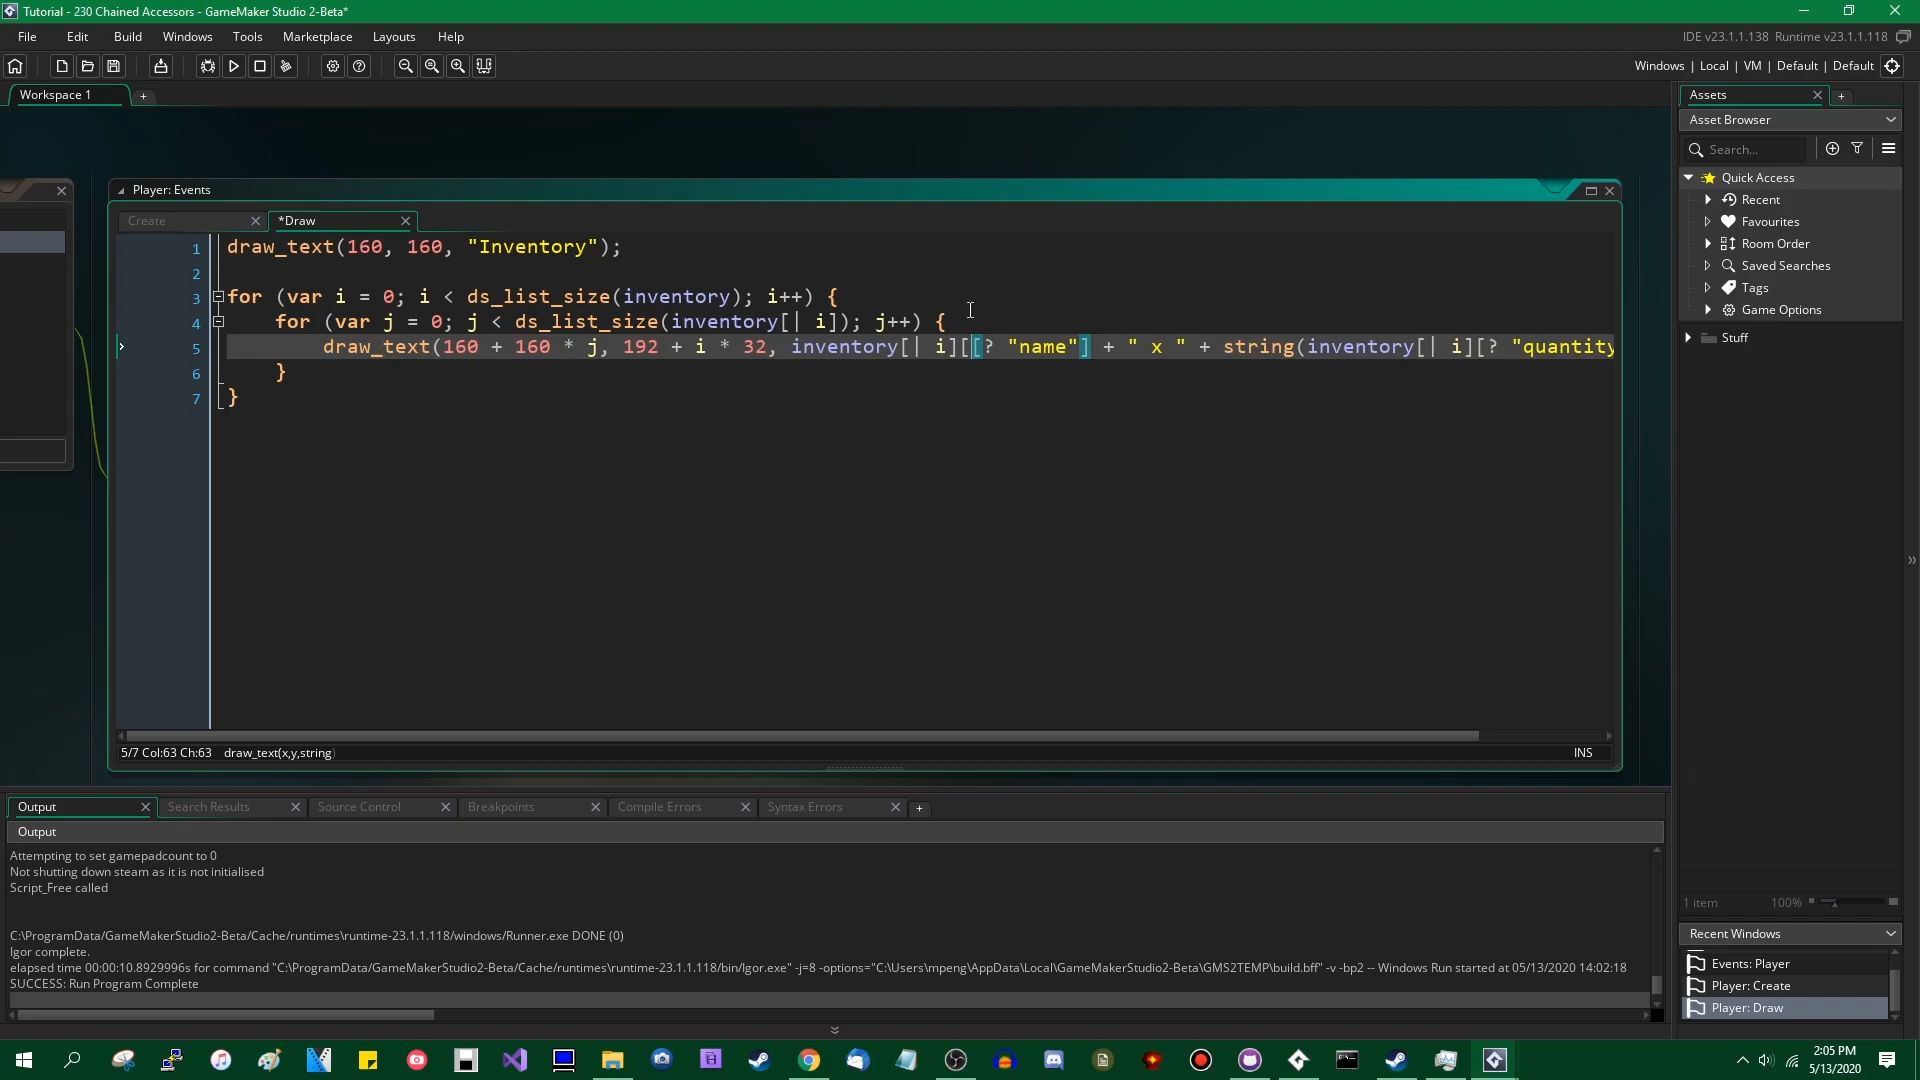 Tutorial - 230 Chained Accessors - GameMaker Studio 2-Beta*
File Edit Build Windows Tools Marketplace Layouts Help
IDE v23.1.1.138 Runtime v23.1.1.118
Windows | Local | VM | Default | Default
Workspace 1
Assets
Asset Browser
Search...
Quick Access
Recent
Favourites
Room Order
Saved Searches
Tags
Game Options
Stuff
Player: Events
Create
*Draw
1 draw_text(160, 160, "Inventory");
2
3 for (var i = 0; i < ds_list_size(inventory); i++) {
4 for (var j = 0; j < ds_list_size(inventory[| i]); j++) {
5 draw_text(160 + 160 * j, 192 + i * 32, inventory[| i][[? "name"] + " x " + string(inventory[| i][? "quantity
6 }
7 }
5/7 Col:63 Ch:63 draw_text(x,y,string)
INS
Output Search Results Source Control Breakpoints Compile Errors Syntax Errors
Output
Attempting to set gamepadcount to 0
Not shutting down steam as it is not initialised
Script_Free called
C:\ProgramData/GameMakerStudio2-Beta/Cache/runtimes\runtime-23.1.1.118/windows/Runner.exe DONE (0)
Igor complete.
elapsed time 00:00:10.8929996s for command "C:\ProgramData/GameMakerStudio2-Beta/Cache/runtimes\runtime-23.1.1.118/bin/Igor.exe" -j=8 -options="C:\Users\mpeng\AppData\Local\GameMakerStudio2-Beta\GMS2TEMP\build.bff" -v -bp2 -- Windows Run started at 05/13/2020 14:02:18
SUCCESS: Run Program Complete
1 item 100%
Recent Windows
Events: Player
Player: Create
Player: Draw
2:05 PM
5/13/2020